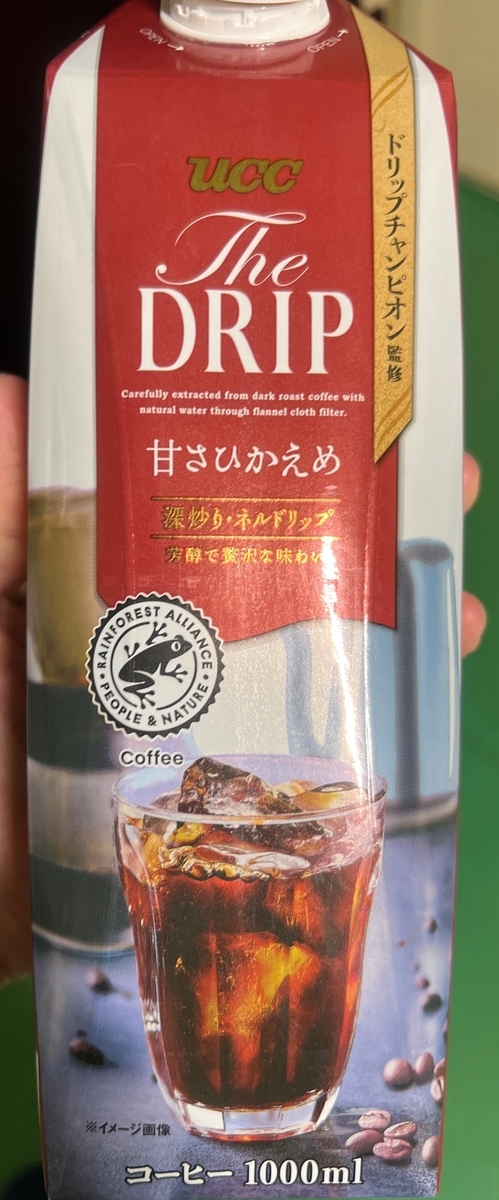 OPEN
OPEN
ドリップチャンピオン監修
ucc
The
DRIP
Carefully extracted from dark roast coffee with
natural water through flannel cloth filter.
甘さひかえめ
深炒り・ネルドリップ
芳醇で贅沢な味わい
RAINFOREST ALLIANCE
PEOPLE & NATURE
Coffee
※イメージ画像
コーヒー 1000ml